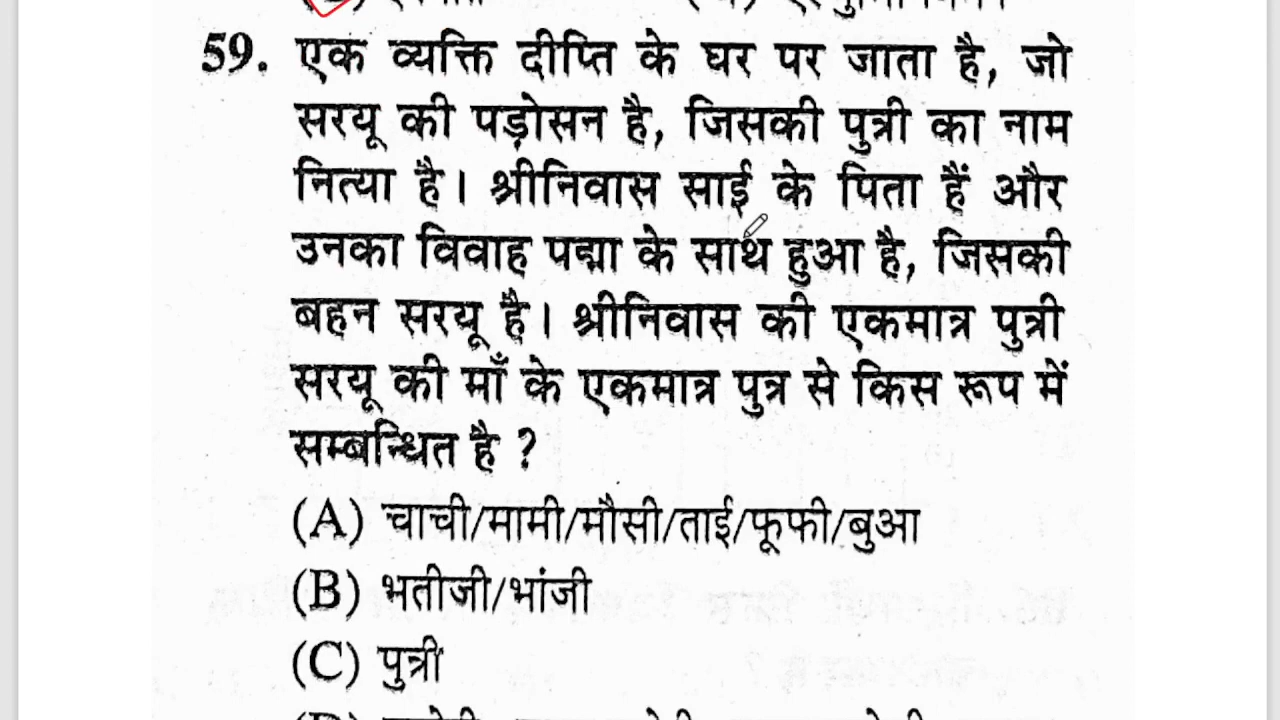 59. एक व्यक्ति दीप्ति के घर पर जाता है, जो
सरयू की पड़ोसन है, जिसकी पुत्री का नाम
नित्या है। श्रीनिवास साई के पिता हैं और
उनका विवाह पद्मा के साथ हुआ है, जिसकी
बहन सरयू है। श्रीनिवास की एकमात्र पुत्री
सरयू की माँ के एकमात्र पुत्र से किस रूप में
सम्बन्धित है ?
(A) चाची/मामी/मौसी/ताई/फूफी/बुआ
(B) भतीजी/भांजी
(C) पुत्री